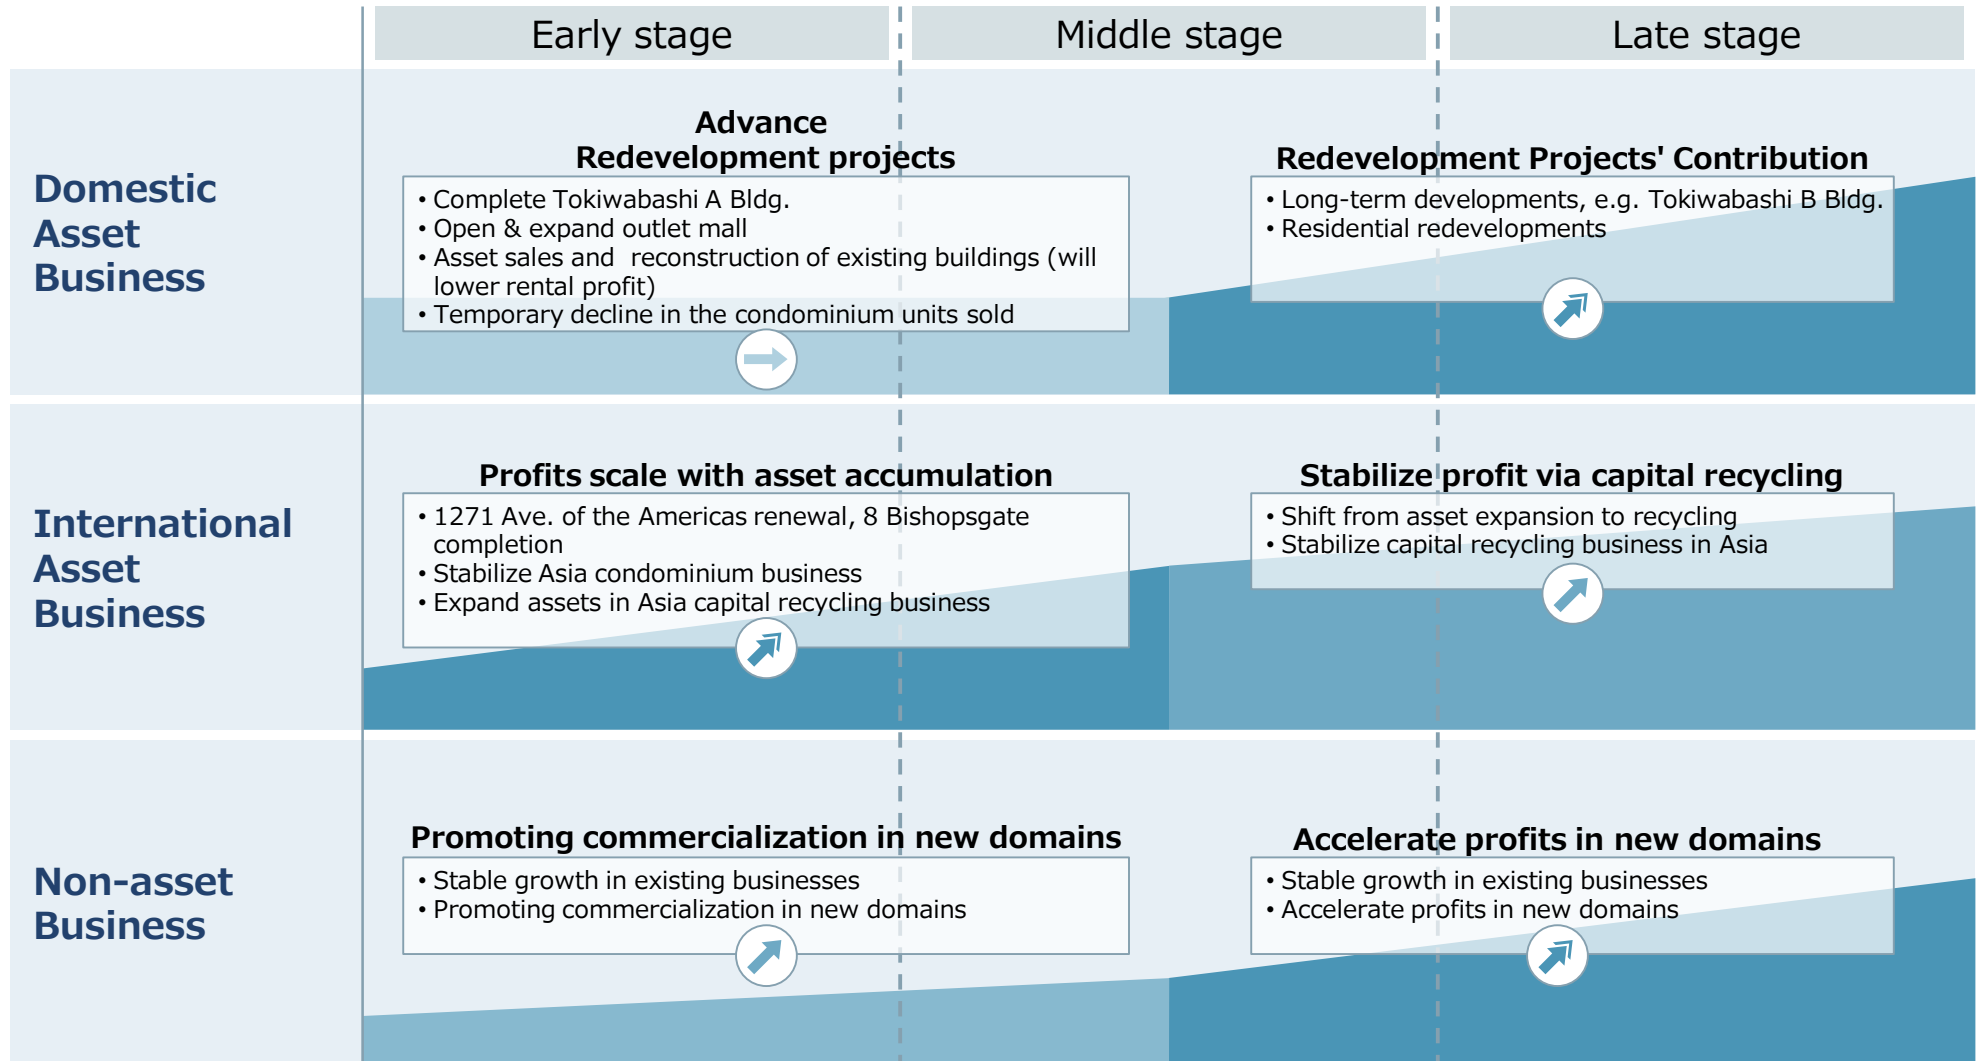 Early stage
Middle stage
Late stage
Domestic
Asset
Business
Advance
Redevelopment projects
• Complete Tokiwabashi A Bldg.
• Open & expand outlet mall
• Asset sales and reconstruction of existing buildings (will
lower rental profit)
• Temporary decline in the condominium units sold
Redevelopment Projects' Contribution
• Long-term developments, e.g. Tokiwabashi B Bldg.
• Residential redevelopments
International
Asset
Business
Profits scale with asset accumulation
• 1271 Ave. of the Americas renewal, 8 Bishopsgate
completion
• Stabilize Asia condominium business
• Expand assets in Asia capital recycling business
Stabilize profit via capital recycling
• Shift from asset expansion to recycling
• Stabilize capital recycling business in Asia
Non-asset
Business
Promoting commercialization in new domains
• Stable growth in existing businesses
• Promoting commercialization in new domains
Accelerate profits in new domains
• Stable growth in existing businesses
• Accelerate profits in new domains